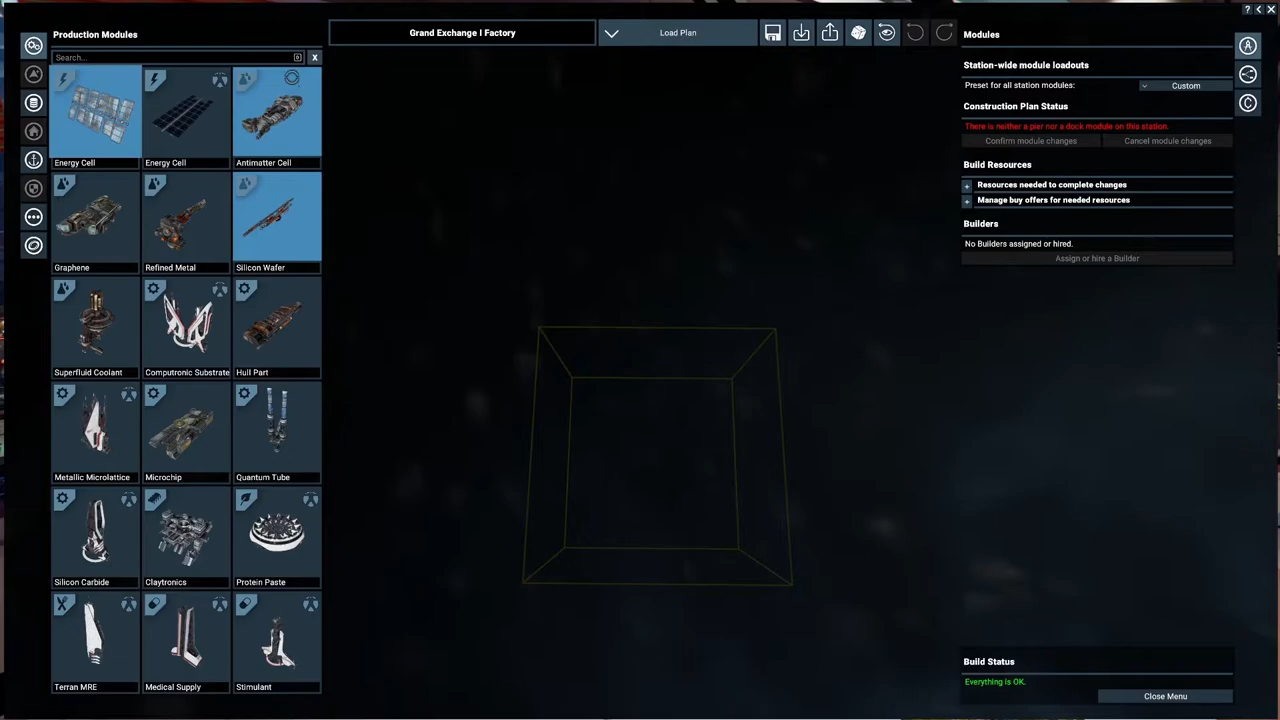 Production Modules
Search...
X
Energy Cell
Energy Cell
Antimatter Cell
Graphene
Refined Metal
Silicon Wafer
Superfluid Coolant
Computronic Substrate
Hull Part
Metallic Microlattice
Microchip
Quantum Tube
Silicon Carbide
Claytronics
Protein Paste
Terran MRE
Medical Supply
Stimulant
Grand Exchange I Factory
Load Plan
?
Modules
Station-wide module loadouts
Preset for all station modules:
Custom
Construction Plan Status
There is neither a pier nor a dock module on this station.
Confirm module changes
Cancel module changes
Build Resources
+ Resources needed to complete changes
+ Manage buy offers for needed resources
Builders
No Builders assigned or hired.
Assign or hire a Builder
Build Status
Everything is OK.
Close Menu